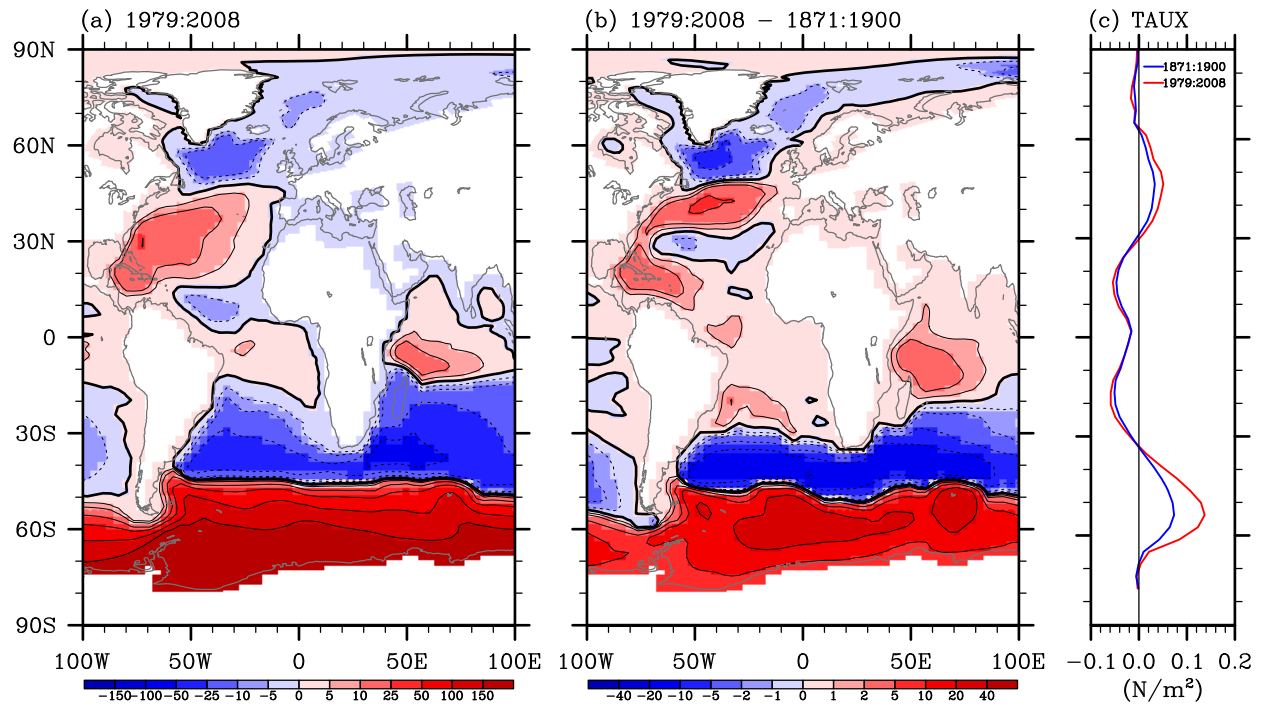 (a) 1979:2008
(b) 1979:2008 − 1871:1900
(c) TAUX
90N
60N
30N
0
30S
60S
90S
1871:1900
1979:2008
100W 50W 0 50E 100E
100W 50W 0 50E 100E
−0.1 0.0 0.1 0.2
(N/m²)
−150 −100 −50 −25 −10 −5 0 5 10 25 50 100 150
−40 −20 −10 −5 −2 −1 0 1 2 5 10 20 40